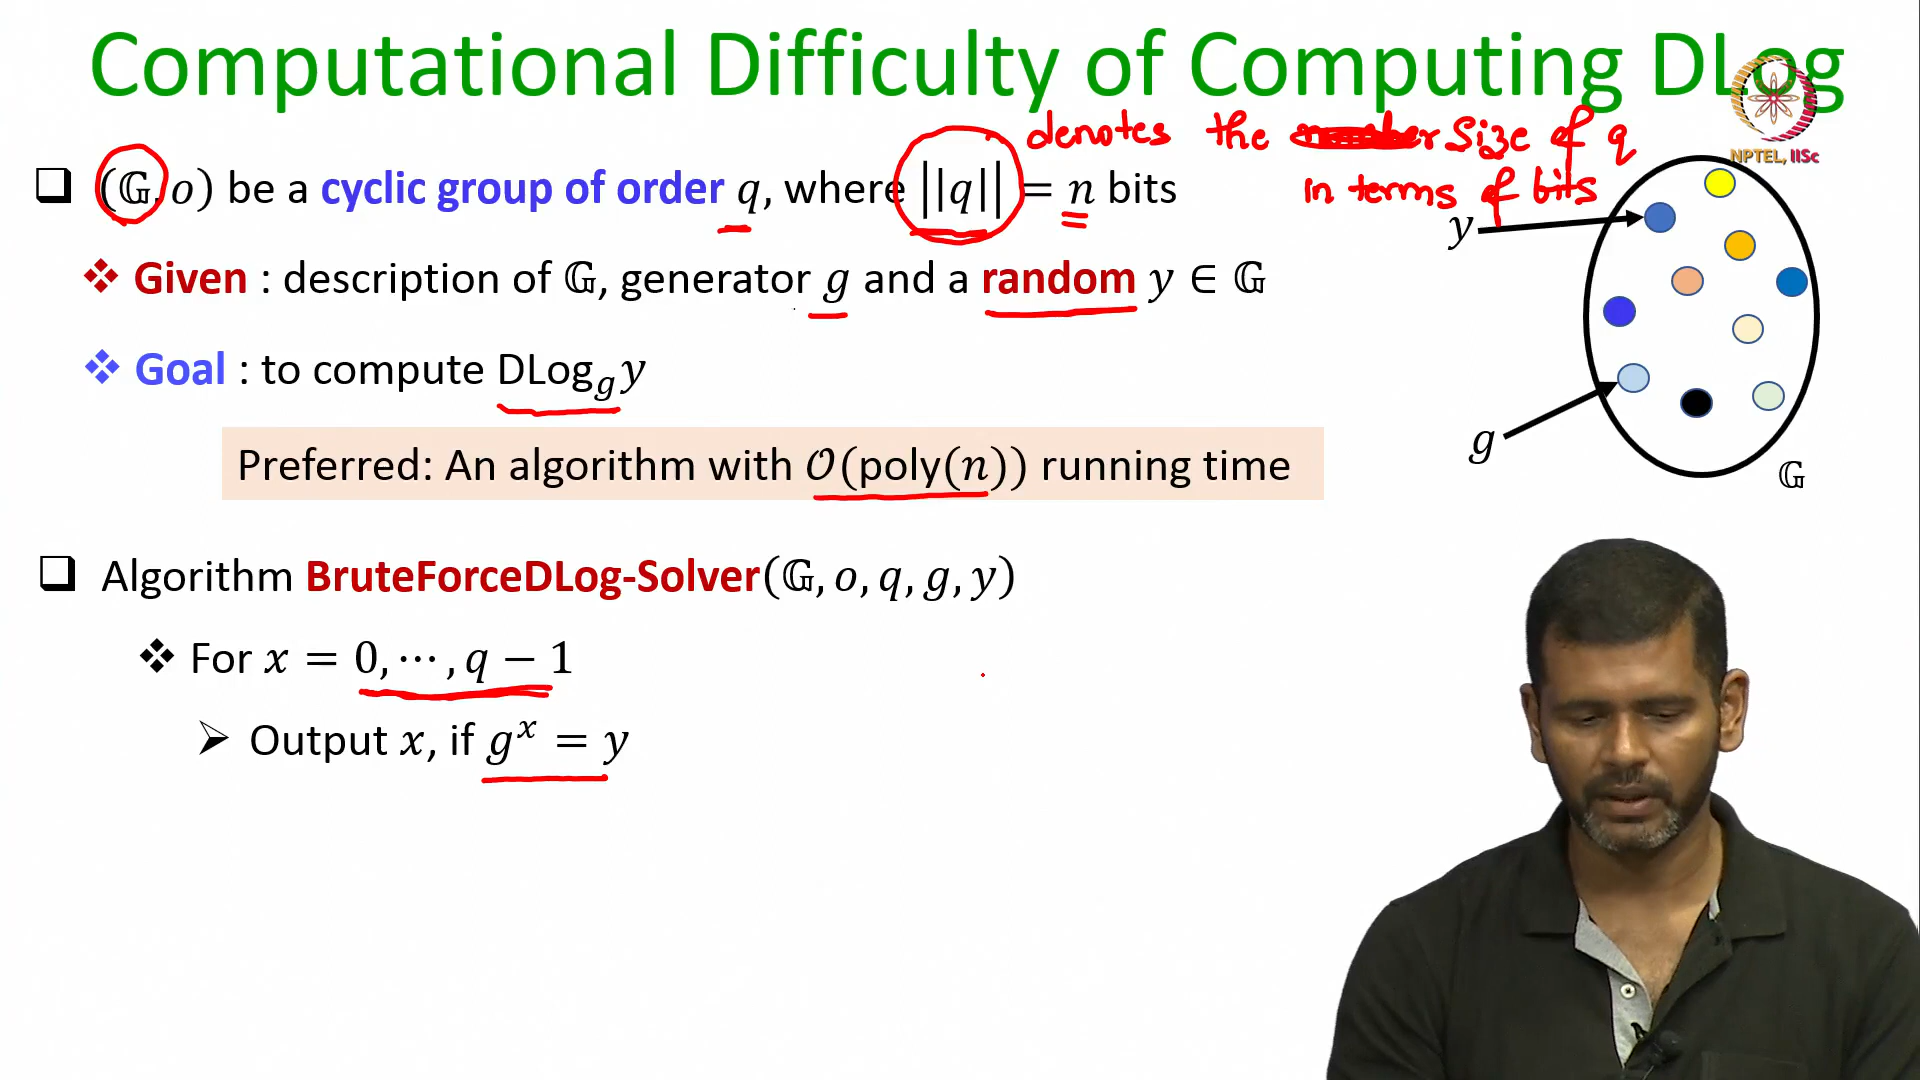 Computational Difficulty of Computing DLog
denotes the size of q
in terms of bits
NPTEL, IISc
❑ (𝔾, o) be a cyclic group of order q, where ||q|| = n bits
❖ Given : description of 𝔾, generator g and a random y ∈ 𝔾
❖ Goal : to compute DLog_g y
Preferred: An algorithm with 𝒪(poly(n)) running time
y
g
𝔾
❑ Algorithm BruteForceDLog-Solver(𝔾, o, q, g, y)
❖ For x = 0, ⋯ , q − 1
➢ Output x, if g^x = y